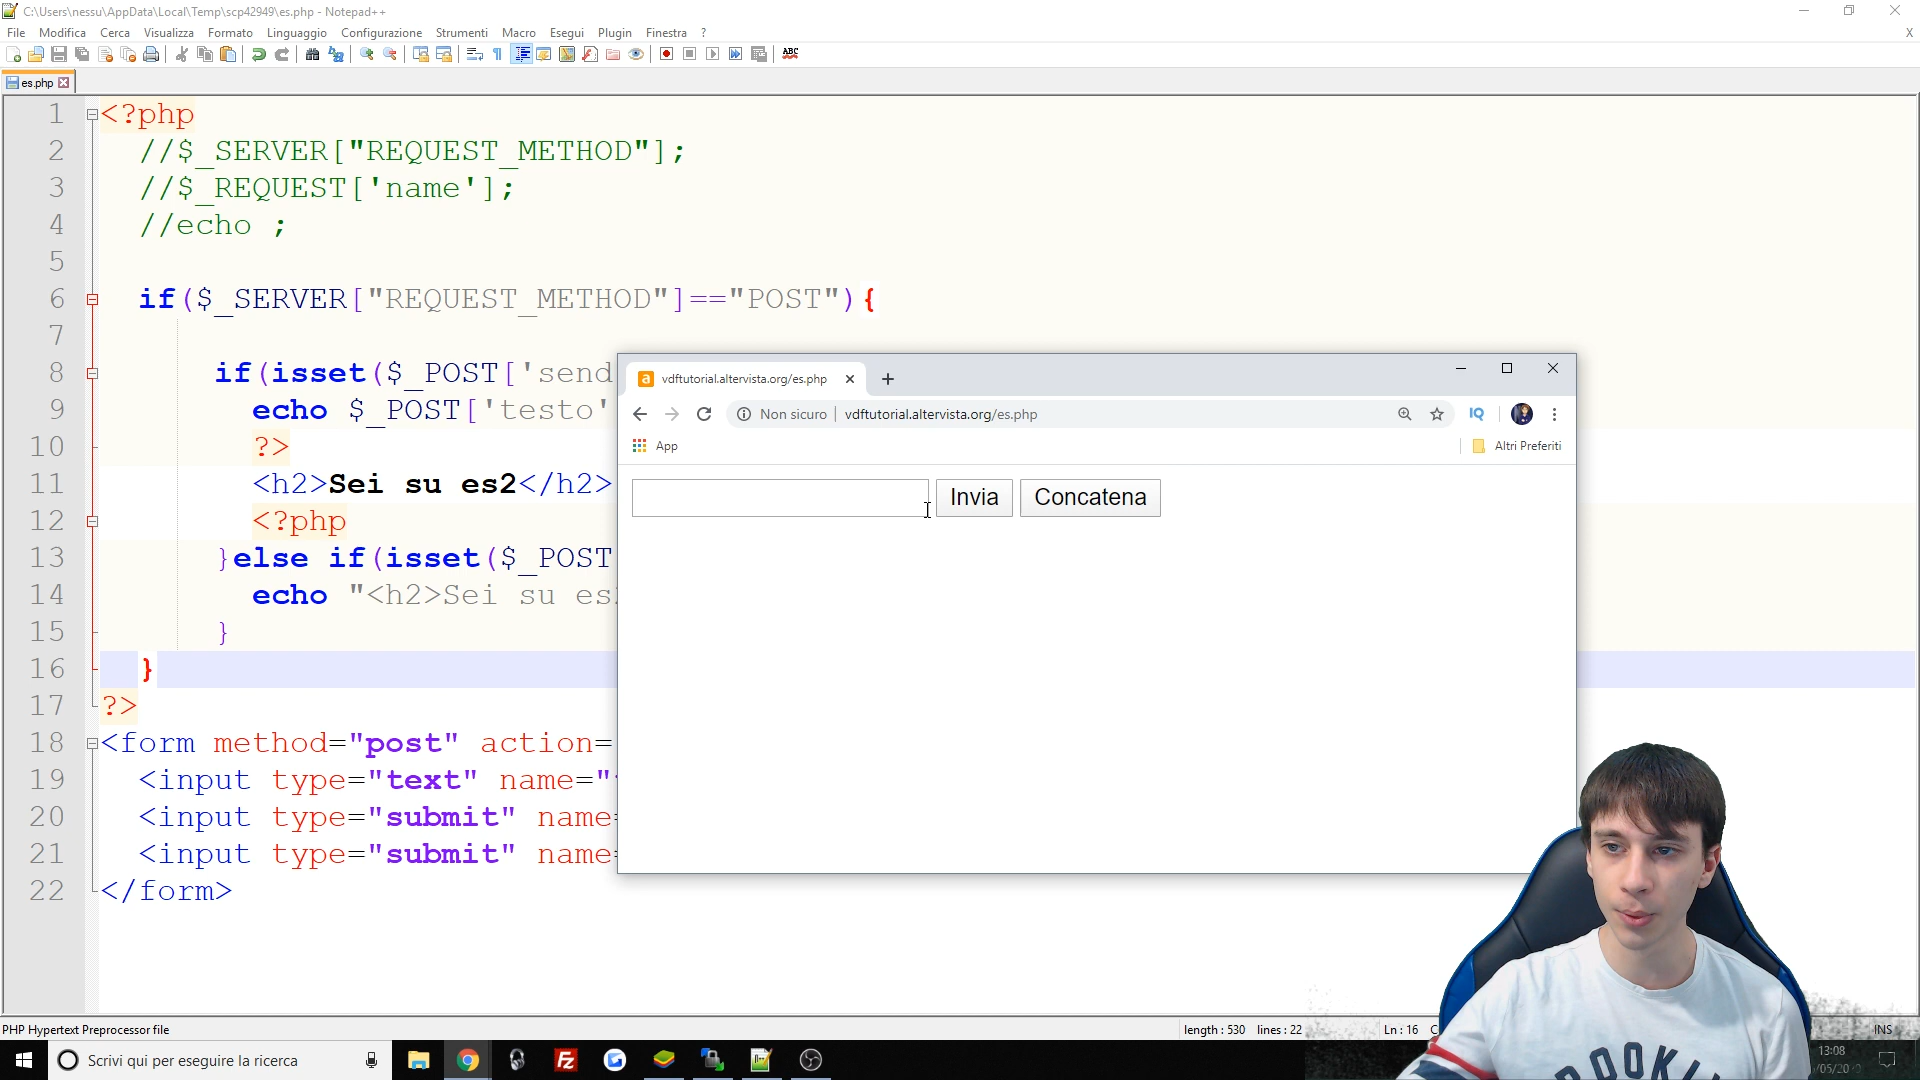 C:\Users\nessu\AppData\Local\Temp\scp42949\es.php - Notepad++
File Modifica Cerca Visualizza Formato Linguaggio Configurazione Strumenti Macro Esegui Plugin Finestra ? X
ABC
es.php
1 <?php
2 //$_SERVER["REQUEST_METHOD"];
3 //$_REQUEST['name'];
4 //echo ;
5
6 if($_SERVER["REQUEST_METHOD"]=="POST"){
7
8 if(isset($_POST['send
9 echo $_POST['testo'
10 ?>
11 <h2>Sei su es2</h2>
12 <?php
13 }else if(isset($_POST
14 echo "<h2>Sei su es
15 }
16 }
17 ?>
18 <form method="post" action=
19 <input type="text" name="
20 <input type="submit" name=
21 <input type="submit" name=
22 </form>
vdftutorial.altervista.org/es.php
Non sicuro | vdftutorial.altervista.org/es.php
IQ
App
Altri Preferiti
Invia Concatena
PHP Hypertext Preprocessor file
length : 530 lines : 22
Ln : 16
INS
Scrivi qui per eseguire la ricerca
13:08